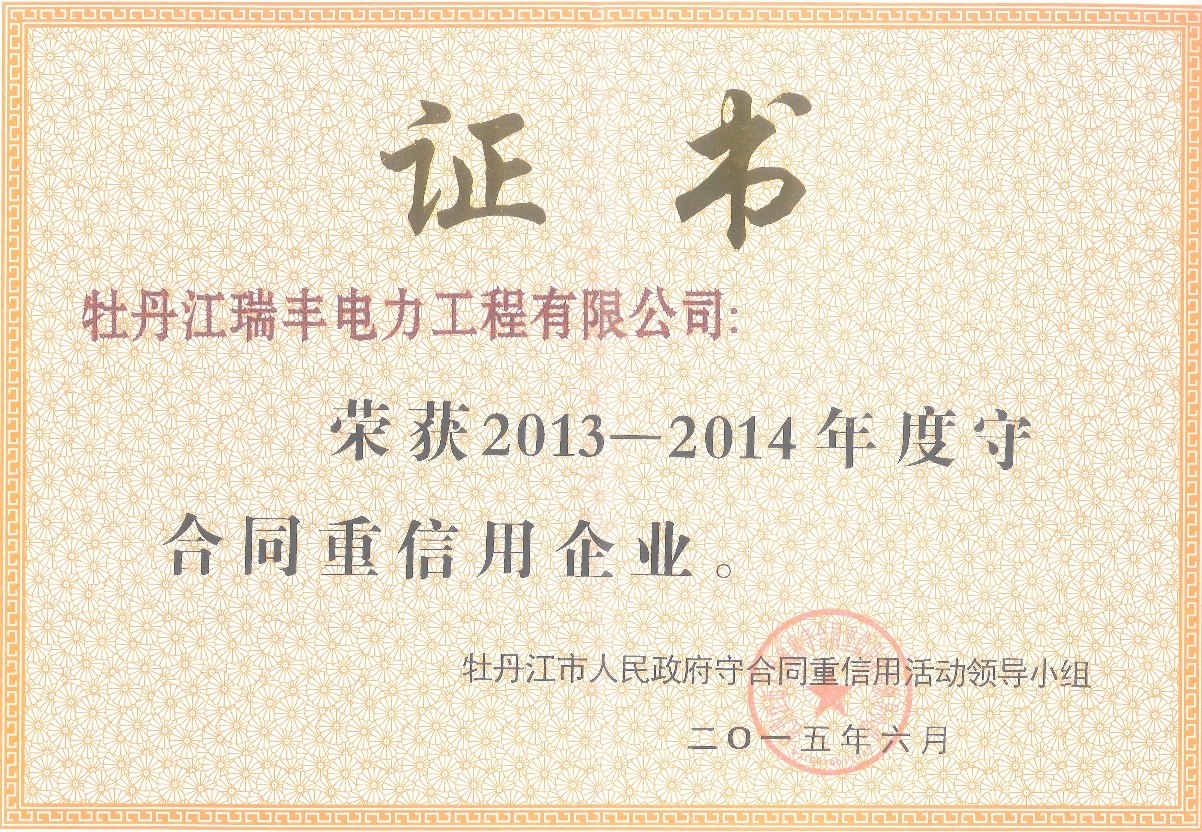 证书
牡丹江瑞丰电力工程有限公司:
荣获2013—2014年度守
合同重信用企业。
牡丹江市人民政府守合同重信用活动领导小组
二〇一五年六月